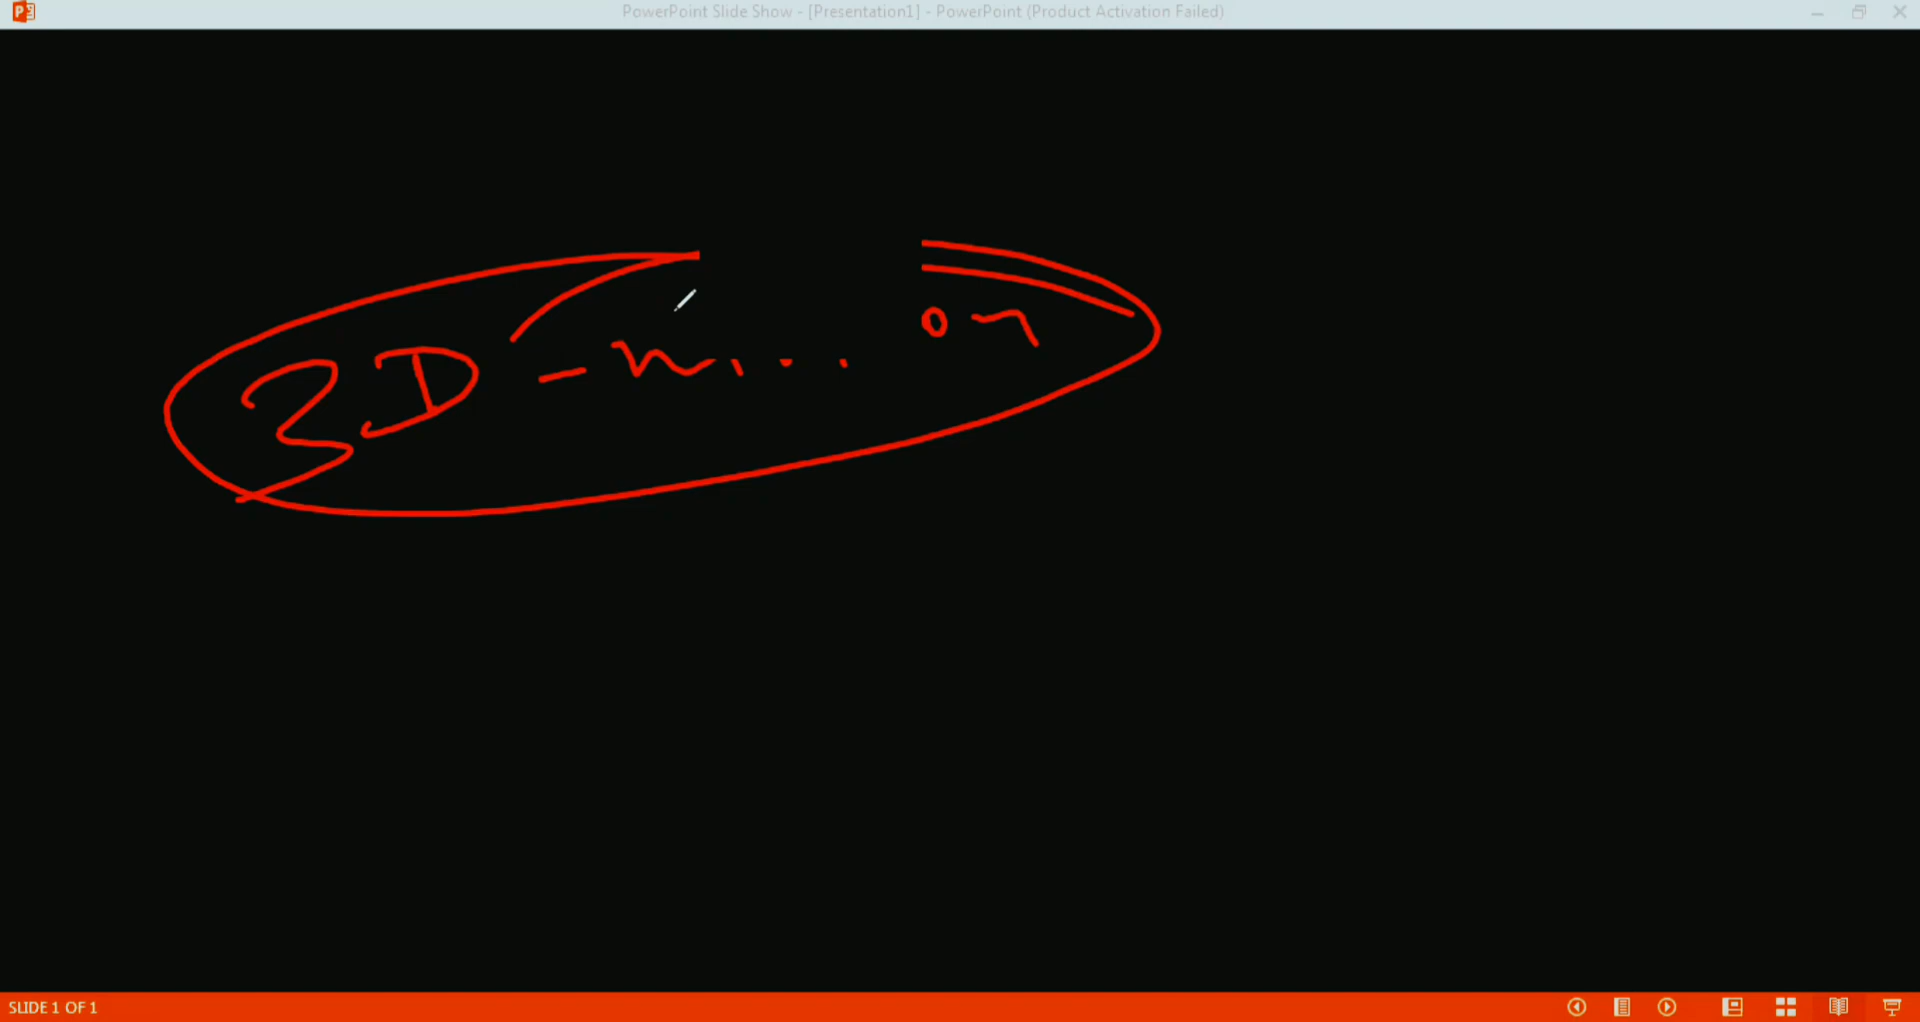 PowerPoint Slide Show - [Presentation1] - PowerPoint (Product Activation Failed)
3D -
SLIDE 1 OF 1